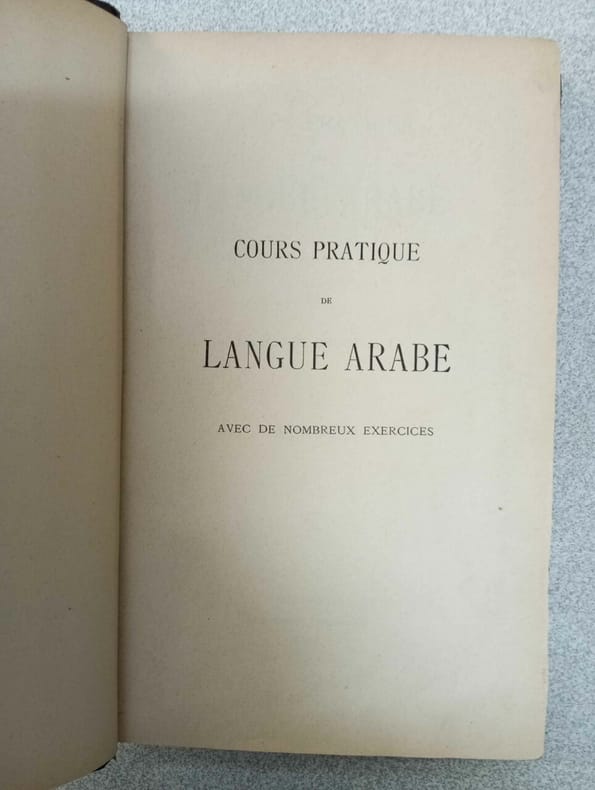 COURS PRATIQUE
DE
LANGUE ARABE
AVEC DE NOMBREUX EXERCICES